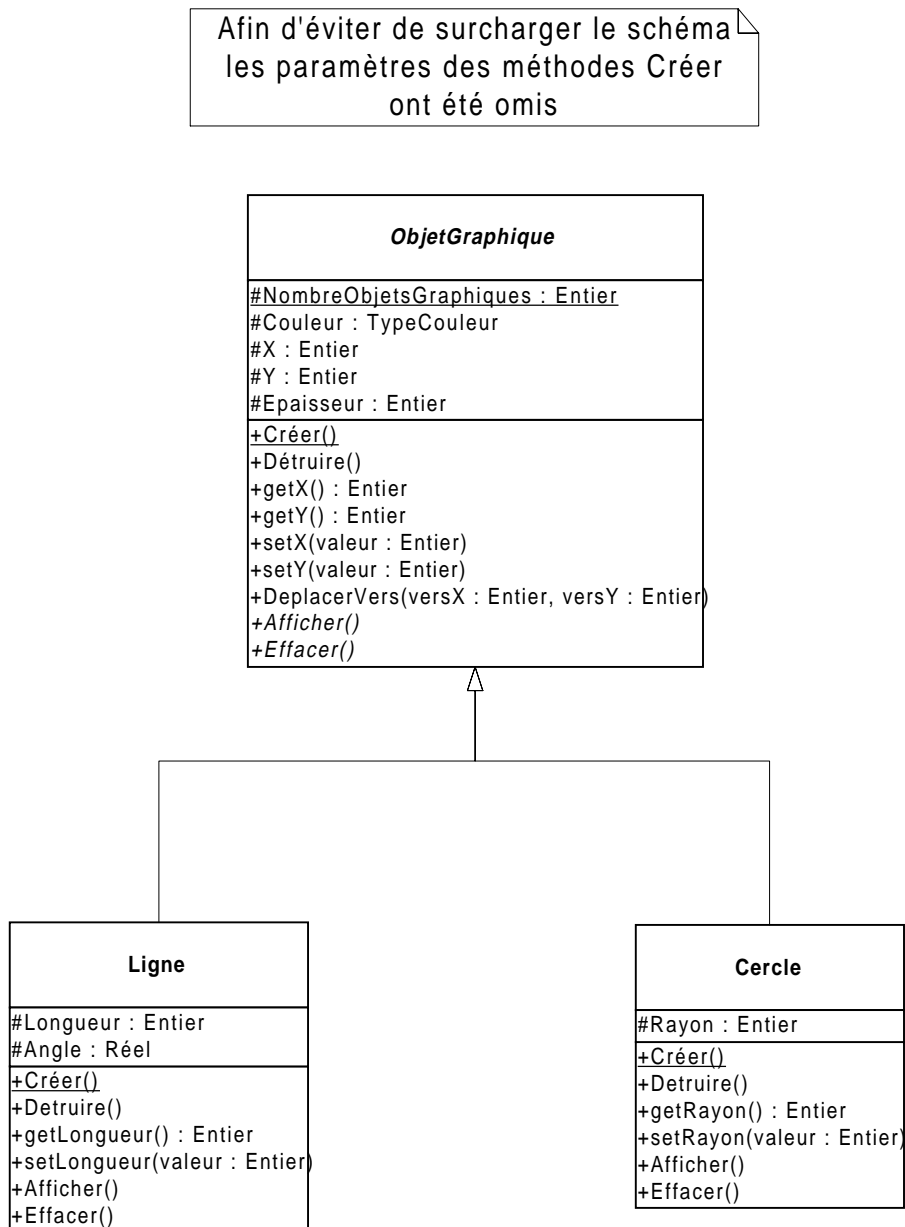 Afin d'éviter de surcharger le schéma
les paramètres des méthodes Créer
ont été omis
ObjetGraphique
#NombreObjetsGraphiques : Entier
#Couleur : TypeCouleur
#X : Entier
#Y : Entier
#Epaisseur : Entier
+Créer()
+Détruire()
+getX() : Entier
+getY() : Entier
+setX(valeur : Entier)
+setY(valeur : Entier)
+DeplacerVers(versX : Entier, versY : Entier)
+Afficher()
+Effacer()
Ligne
#Longueur : Entier
#Angle : Réel
+Créer()
+Detruire()
+getLongueur() : Entier
+setLongueur(valeur : Entier)
+Afficher()
+Effacer()
Cercle
#Rayon : Entier
+Créer()
+Detruire()
+getRayon() : Entier
+setRayon(valeur : Entier)
+Afficher()
+Effacer()